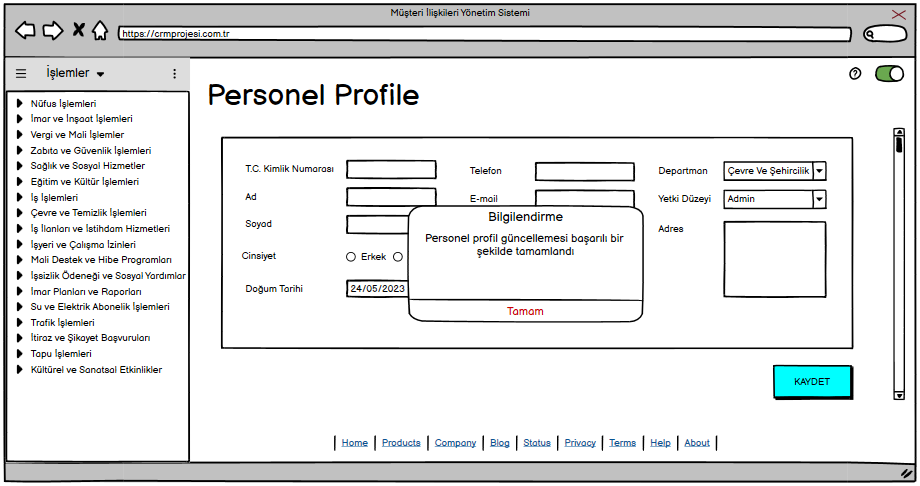 Müşteri İlişkileri Yönetim Sistemi
https://crmprojesi.com.tr
İşlemler
Nüfus İşlemleri
İmar ve İnşaat İşlemleri
Vergi ve Mali İşlemler
Zabıta ve Güvenlik İşlemleri
Sağlık ve Sosyal Hizmetler
Eğitim ve Kültür İşlemleri
İş İşlemleri
Çevre ve Temizlik İşlemleri
İş İlanları ve İstihdam Hizmetleri
İşyeri ve Çalışma İzinleri
Mali Destek ve Hibe Programları
İşsizlik Ödeneği ve Sosyal Yardımlar
İmar Planları ve Raporları
Su ve Elektrik Abonelik İşlemleri
Trafik İşlemleri
İtiraz ve Şikayet Başvuruları
Tapu İşlemleri
Kültürel ve Sanatsal Etkinlikler
?
Personel Profile
T.C. Kimlik Numarası
Ad
Soyad
Cinsiyet
Erkek
Doğum Tarihi
24/05/2023
Telefon
E-mail
Departman
Çevre Ve Şehircilik
Yetki Düzeyi
Admin
Adres
Bilgilendirme
Personel profil güncellemesi başarılı bir
şekilde tamamlandı
Tamam
KAYDET
Home Products Company Blog Status Privacy Terms Help About